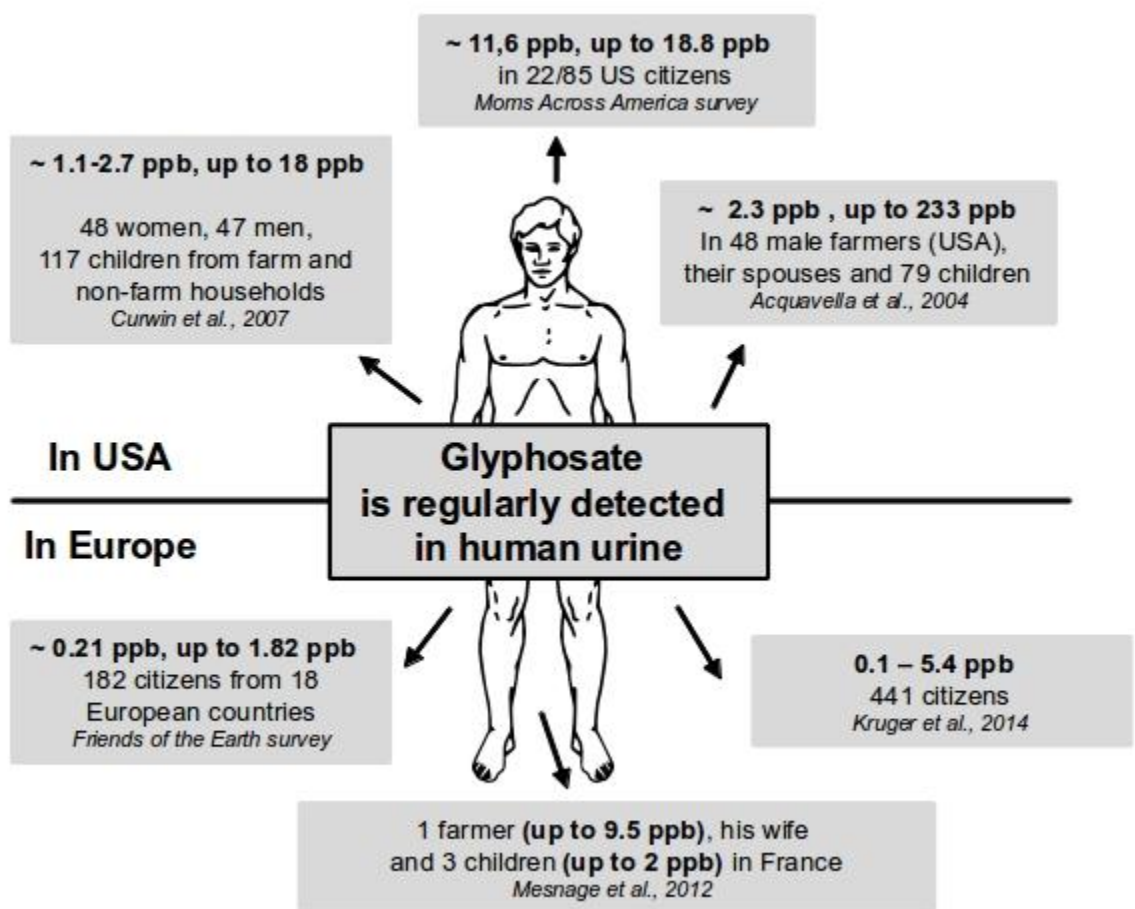 ~ 11,6 ppb, up to 18.8 ppb
in 22/85 US citizens
Moms Across America survey
~ 1.1-2.7 ppb, up to 18 ppb
48 women, 47 men,
117 children from farm and
non-farm households
Curwin et al., 2007
~ 2.3 ppb , up to 233 ppb
In 48 male farmers (USA),
their spouses and 79 children
Acquavella et al., 2004
In USA
Glyphosate
is regularly detected
in human urine
In Europe
~ 0.21 ppb, up to 1.82 ppb
182 citizens from 18
European countries
Friends of the Earth survey
0.1 – 5.4 ppb
441 citizens
Kruger et al., 2014
1 farmer (up to 9.5 ppb), his wife
and 3 children (up to 2 ppb) in France
Mesnage et al., 2012